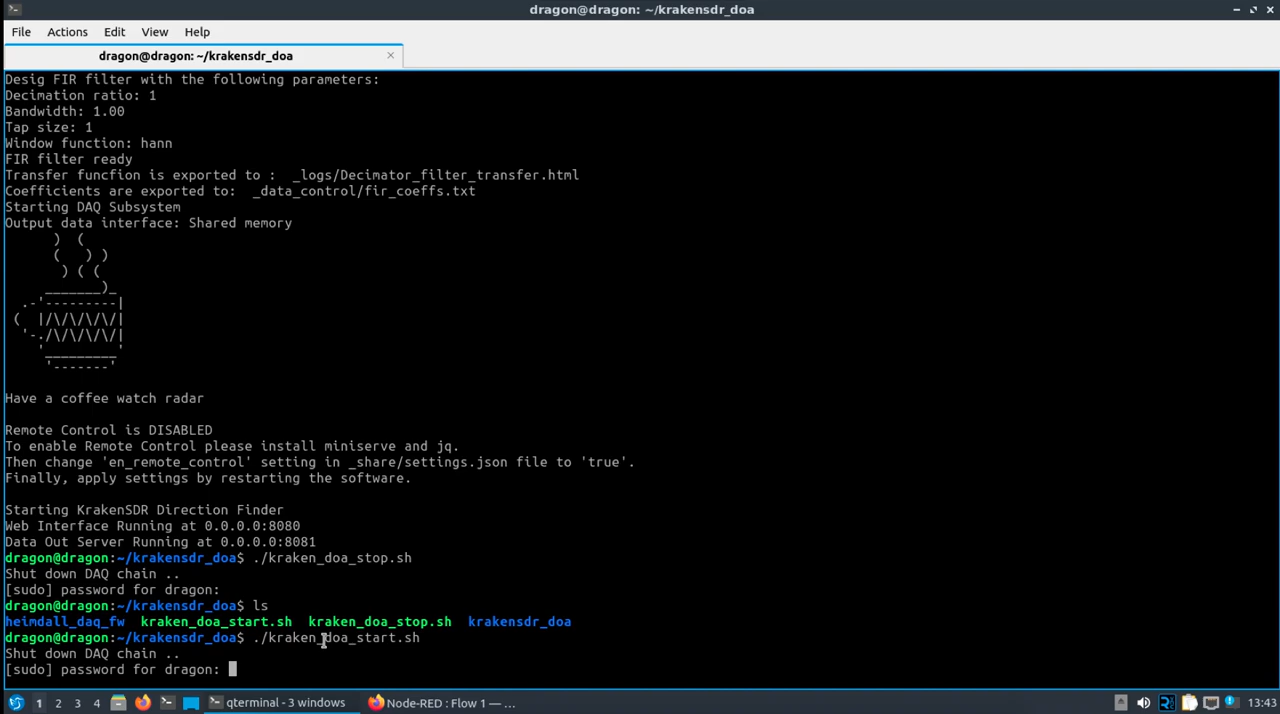 dragon@dragon: ~/krakensdr_doa
File Actions Edit View Help
dragon@dragon: ~/krakensdr_doa
Desig FIR filter with the following parameters:
Decimation ratio: 1
Bandwidth: 1.00
Tap size: 1
Window function: hann
FIR filter ready
Transfer funcfion is exported to :  _logs/Decimator_filter_transfer.html
Coefficients are exported to:  _data_control/fir_coeffs.txt
Starting DAQ Subsystem
Output data interface: Shared memory
      )  (
      (   ) )
       ) ( (
     _______)_
  .-'---------|
 (  |/\/\/\/\/|
  '-./\/\/\/\/|
    '_________'
     '-------'
Have a coffee watch radar
Remote Control is DISABLED
To enable Remote Control please install miniserve and jq.
Then change 'en_remote_control' setting in _share/settings.json file to 'true'.
Finally, apply settings by restarting the software.
Starting KrakenSDR Direction Finder
Web Interface Running at 0.0.0.0:8080
Data Out Server Running at 0.0.0.0:8081
dragon@dragon:~/krakensdr_doa$ ./kraken_doa_stop.sh
Shut down DAQ chain ..
[sudo] password for dragon:
dragon@dragon:~/krakensdr_doa$ ls
heimdall_daq_fw  kraken_doa_start.sh  kraken_doa_stop.sh  krakensdr_doa
dragon@dragon:~/krakensdr_doa$ ./kraken_doa_start.sh
Shut down DAQ chain ..
[sudo] password for dragon:
1 2 3 4 qterminal - 3 windows Node-RED : Flow 1 — ... 13:43